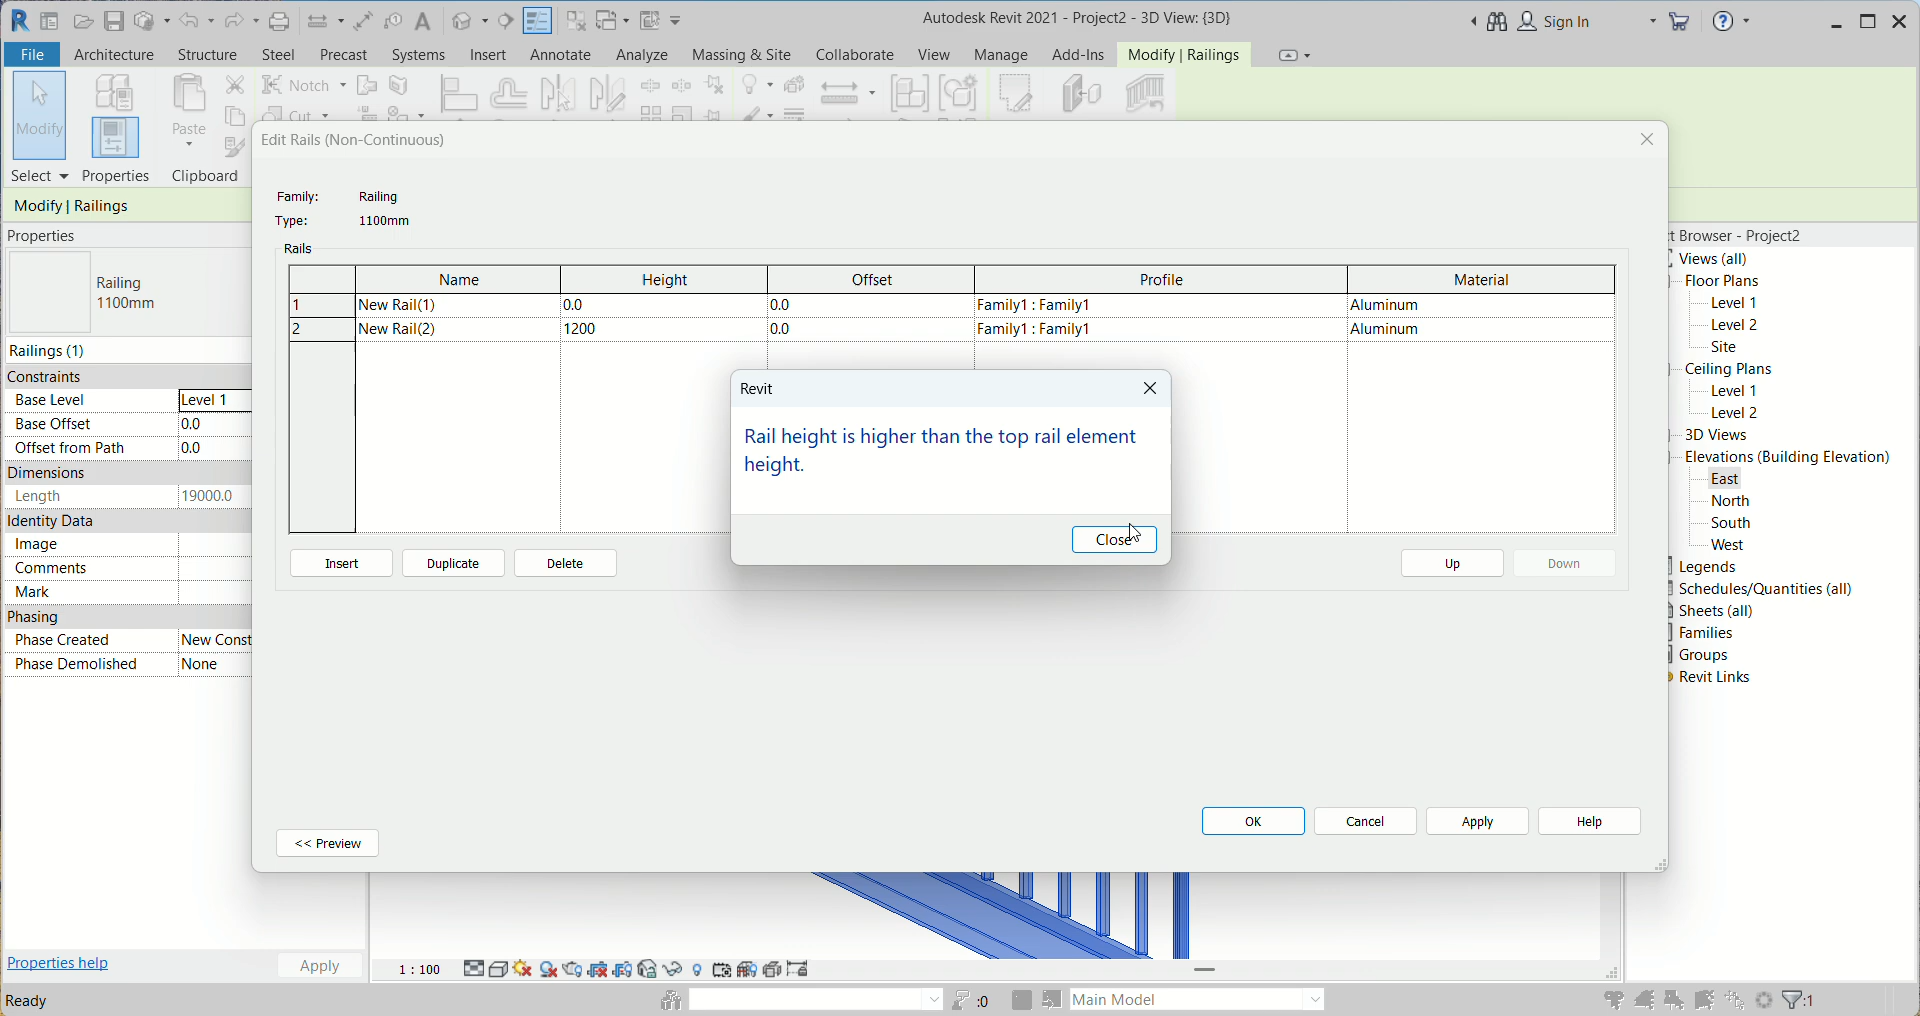 Autodesk Revit 2021 - Project2 - 3D View: {3D}
Sign In
File Architecture Structure Steel Precast Systems Insert Annotate Analyze Massing & Site Collaborate View Manage Add-Ins Modify | Railings
Modify
Paste
Notch
Cut
Select Properties Clipboard
Modify | Railings
Properties
Railing
1100mm
Railings (1)
Constraints
Base Level Level 1
Base Offset 0.0
Offset from Path 0.0
Dimensions
Length 19000.0
Identity Data
Image
Comments
Mark
Phasing
Phase Created New Const
Phase Demolished None
Properties help Apply
Edit Rails (Non-Continuous)
Family: Railing
Type: 1100mm
Rails
Name Height Offset Profile Material
1 New Rail(1) 0.0 0.0 Family1 : Family1 Aluminum
2 New Rail(2) 1200 0.0 Family1 : Family1 Aluminum
Insert Duplicate Delete Up Down
Revit
Rail height is higher than the top rail element
height.
Close
OK Cancel Apply Help
<< Preview
t Browser - Project2
Views (all)
Floor Plans
Level 1
Level 2
Site
Ceiling Plans
Level 1
Level 2
3D Views
Elevations (Building Elevation)
East
North
South
West
Legends
Schedules/Quantities (all)
Sheets (all)
Families
Groups
Revit Links
1 : 100
Ready :0 Main Model :1